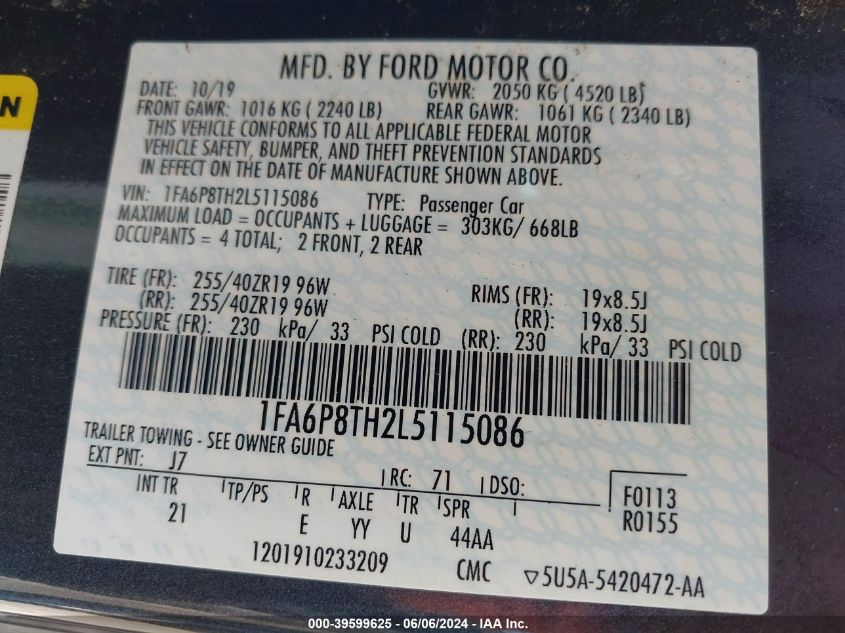 N
MFD. BY FORD MOTOR CO.
DATE: 10/19 GVWR: 2050 KG ( 4520 LB)
FRONT GAWR: 1016 KG ( 2240 LB) REAR GAWR: 1061 KG ( 2340 LB)
THIS VEHICLE CONFORMS TO ALL APPLICABLE FEDERAL MOTOR
VEHICLE SAFETY, BUMPER, AND THEFT PREVENTION STANDARDS
IN EFFECT ON THE DATE OF MANUFACTURE SHOWN ABOVE.
VIN: 1FA6P8TH2L5115086 TYPE: Passenger Car
MAXIMUM LOAD = OCCUPANTS + LUGGAGE = 303KG/ 668LB
OCCUPANTS = 4 TOTAL; 2 FRONT, 2 REAR
TIRE (FR): 255/40ZR19 96W RIMS (FR): 19x8.5J
(RR): 255/40ZR19 96W (RR): 19x8.5J
PRESSURE (FR): 230 kPa/ 33 PSI COLD (RR): 230 kPa/ 33 PSI COLD
1FA6P8TH2L5115086
TRAILER TOWING - SEE OWNER GUIDE
EXT PNT: J7 RC: 71 DSO: F0113
INT TR TP/PS R AXLE TR SPR R0155
21 E YY U 44AA
1201910233209 CMC ▽5U5A-5420472-AA
000-39599625 - 06/06/2024 - IAA, Inc.